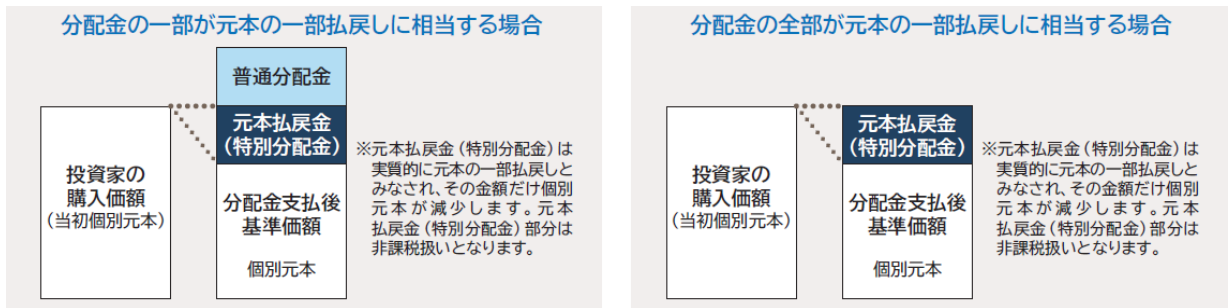 分配金の一部が元本の一部払戻しに相当する場合
普通分配金
元本払戻金
(特別分配金)
投資家の
購入価額
(当初個別元本)
分配金支払後
基準価額
個別元本
※元本払戻金(特別分配金)は
実質的に元本の一部払戻しと
みなされ、その金額だけ個別
元本が減少します。元本
払戻金(特別分配金)部分は
非課税扱いとなります。
分配金の全部が元本の一部払戻しに相当する場合
元本払戻金
(特別分配金)
投資家の
購入価額
(当初個別元本)
分配金支払後
基準価額
個別元本
※元本払戻金(特別分配金)は
実質的に元本の一部払戻しと
みなされ、その金額だけ個別
元本が減少します。元本
払戻金(特別分配金)部分は
非課税扱いとなります。